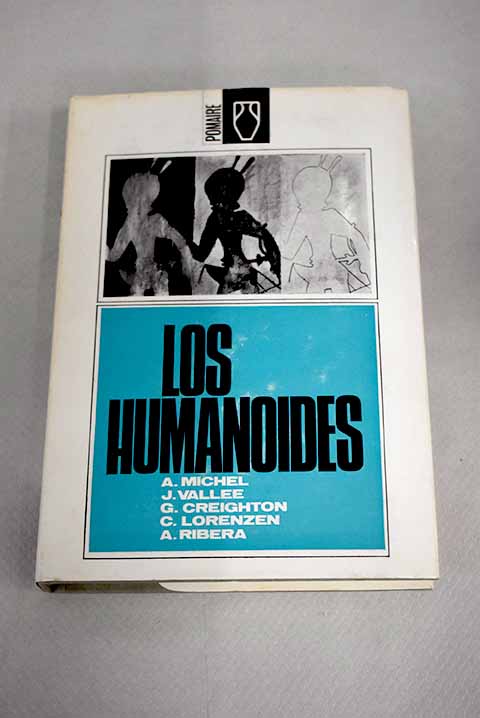 POMAIRE
LOS
HUMANOIDES
A. MICHEL
J. VALLEE
G. CREIGHTON
C. LORENZEN
A. RIBERA